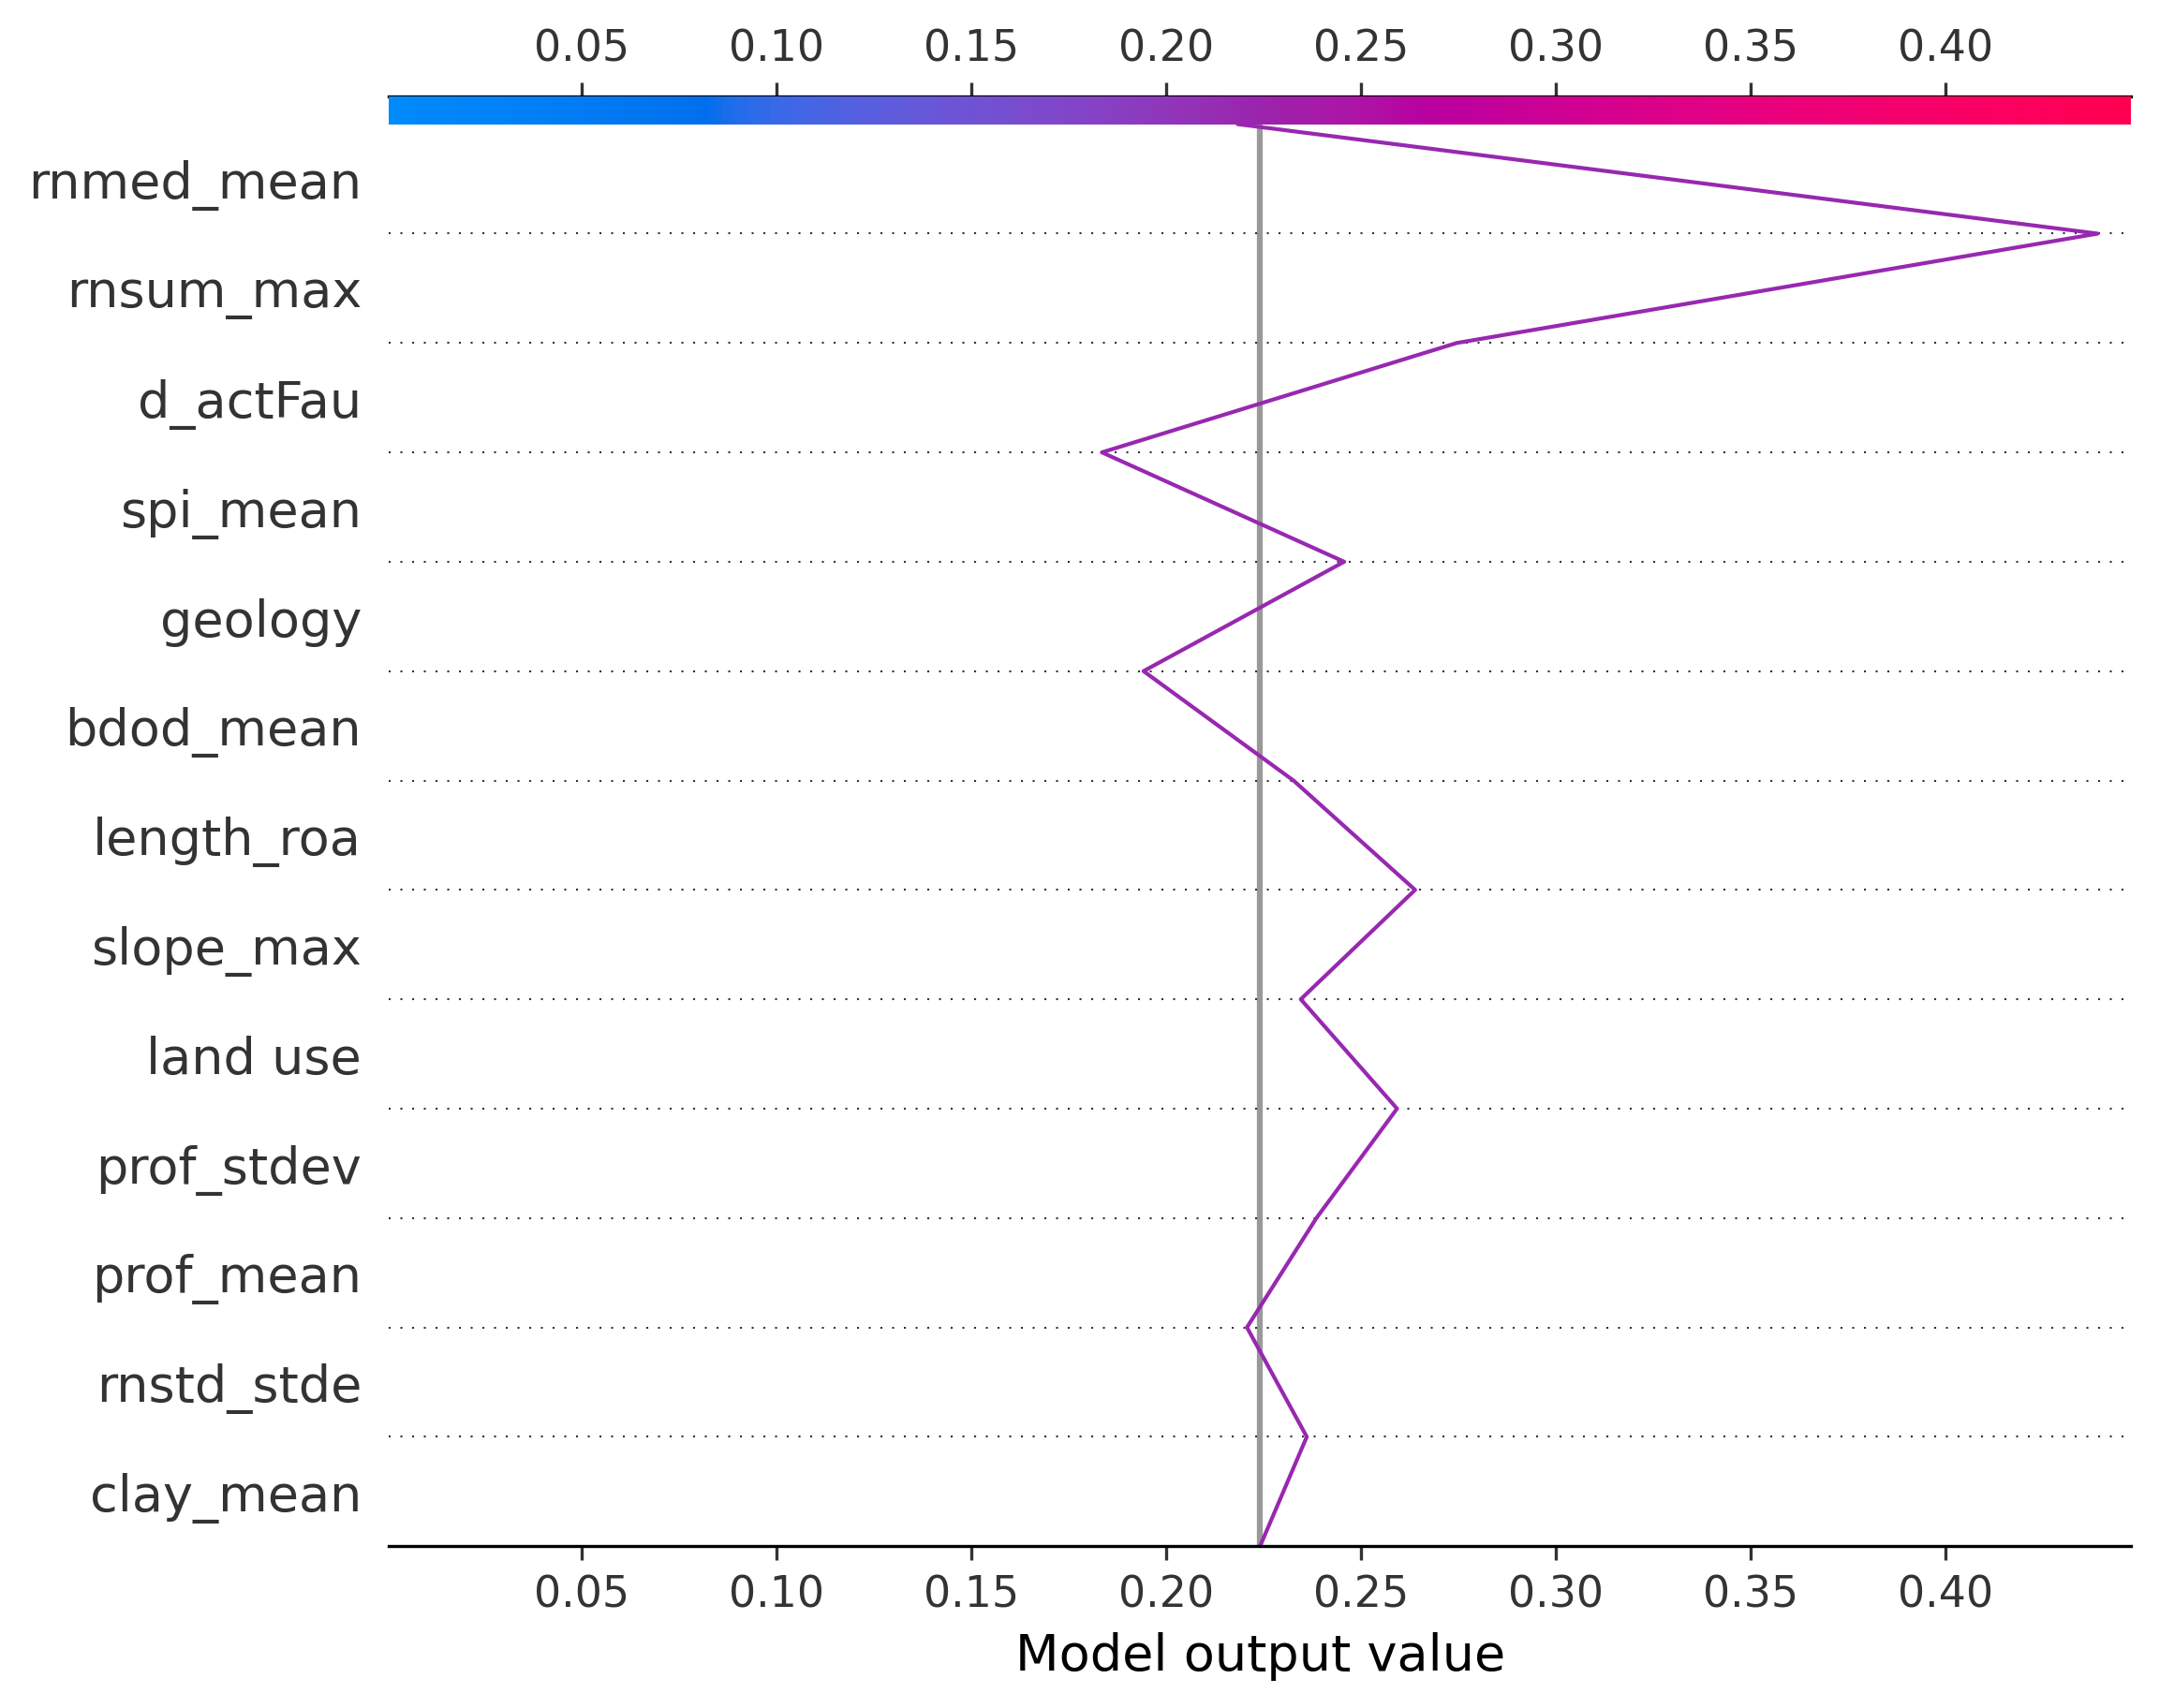 0.05 0.10 0.15 0.20 0.25 0.30 0.35 0.40
rnmed_mean
rnsum_max
d_actFau
spi_mean
geology
bdod_mean
length_roa
slope_max
land use
prof_stdev
prof_mean
rnstd_stde
clay_mean
0.05 0.10 0.15 0.20 0.25 0.30 0.35 0.40
Model output value